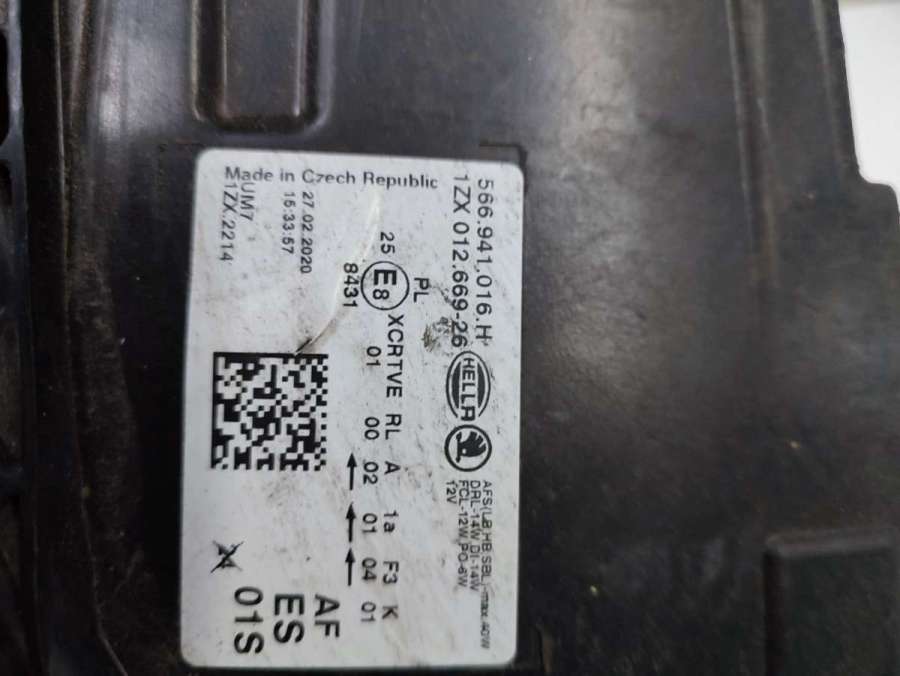 566.941.016.H
1ZX 012.669-26
HELLA
AFS(LB,HB,SBL)-max.40W
DRL-14W,DI-14W
FCL-12W,PO-6W
12V
PL
XCRTVE RL A 1a F3 K
25 E8 01 00 02 01 04 01
8431
AF
ES
01S
27.02.2020
15:33:57
Made in Czech Republic
UM7
1ZX.2214